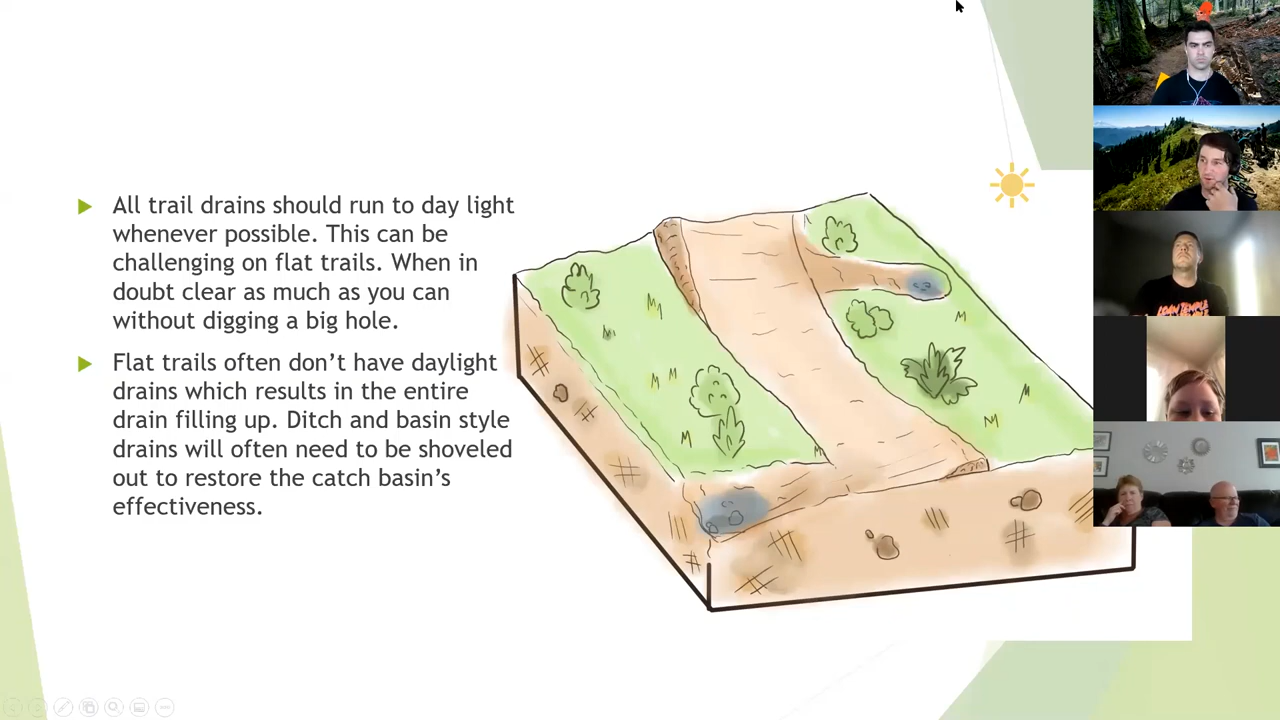 All trail drains should run to day light
whenever possible. This can be
challenging on flat trails. When in
doubt clear as much as you can
without digging a big hole.
Flat trails often don't have daylight
drains which results in the entire
drain filling up. Ditch and basin style
drains will often need to be shoveled
out to restore the catch basin's
effectiveness.